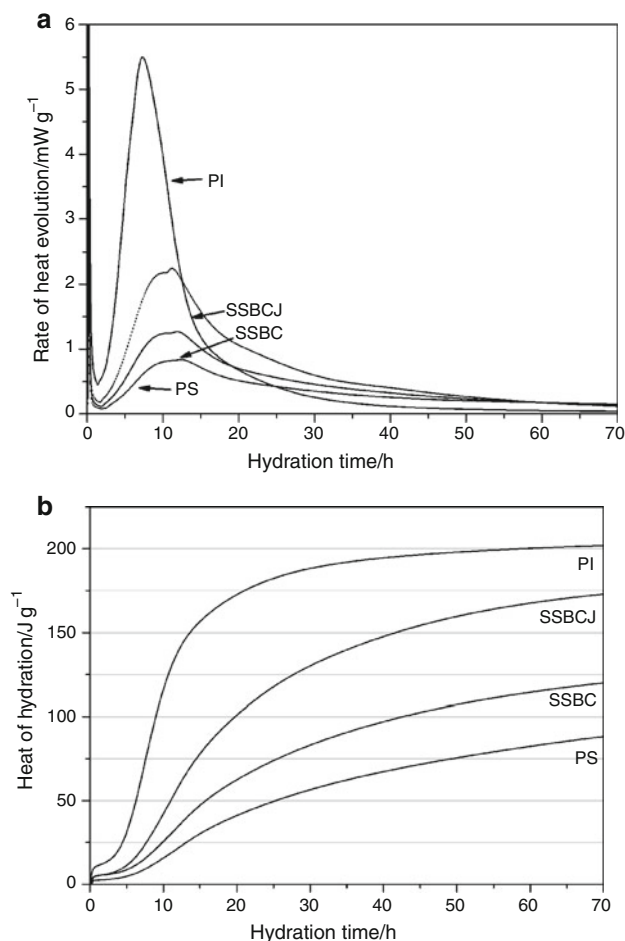 a
Rate of heat evolution/mW g⁻¹
6
5
4
3
2
1
0
PI
SSBCJ
SSBC
PS
0 10 20 30 40 50 60 70
Hydration time/h
b
Heat of hydration/J g⁻¹
200
150
100
50
0
PI
SSBCJ
SSBC
PS
0 10 20 30 40 50 60 70
Hydration time/h